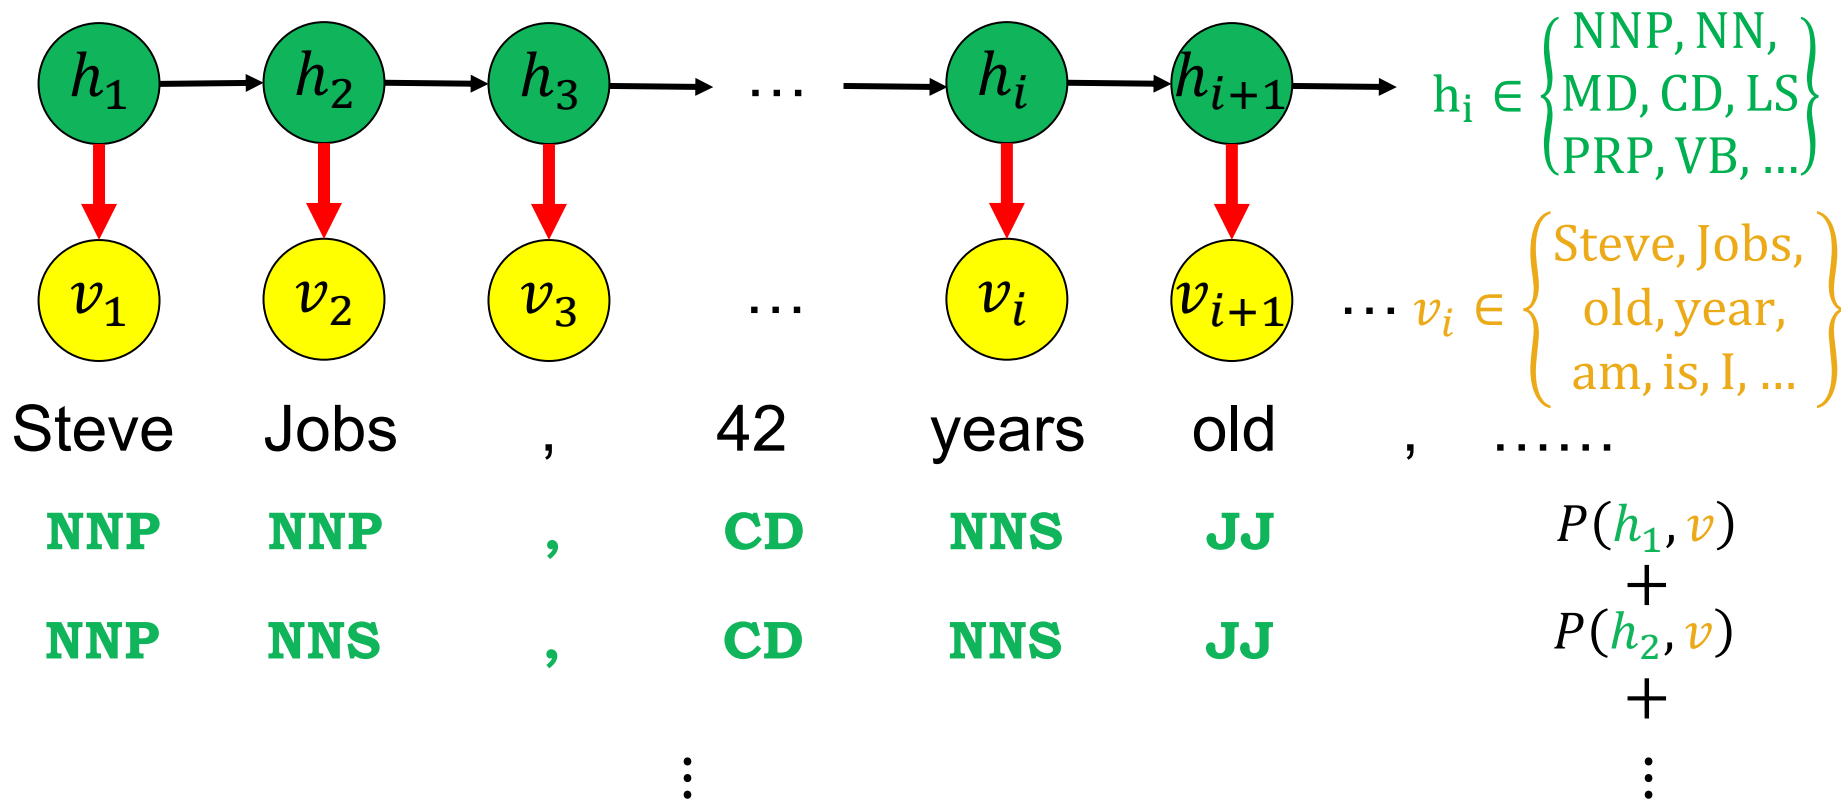 h₁ h₂ h₃ … hᵢ hᵢ₊₁
hᵢ ∈ { NNP, NN,
MD, CD, LS
PRP, VB, … }
v₁ v₂ v₃ … vᵢ vᵢ₊₁ …
vᵢ ∈ { Steve, Jobs,
old, year,
am, is, I, … }
Steve Jobs , 42 years old , ……
NNP NNP , CD NNS JJ P(h₁, v)
+
NNP NNS , CD NNS JJ P(h₂, v)
+
⋮ ⋮